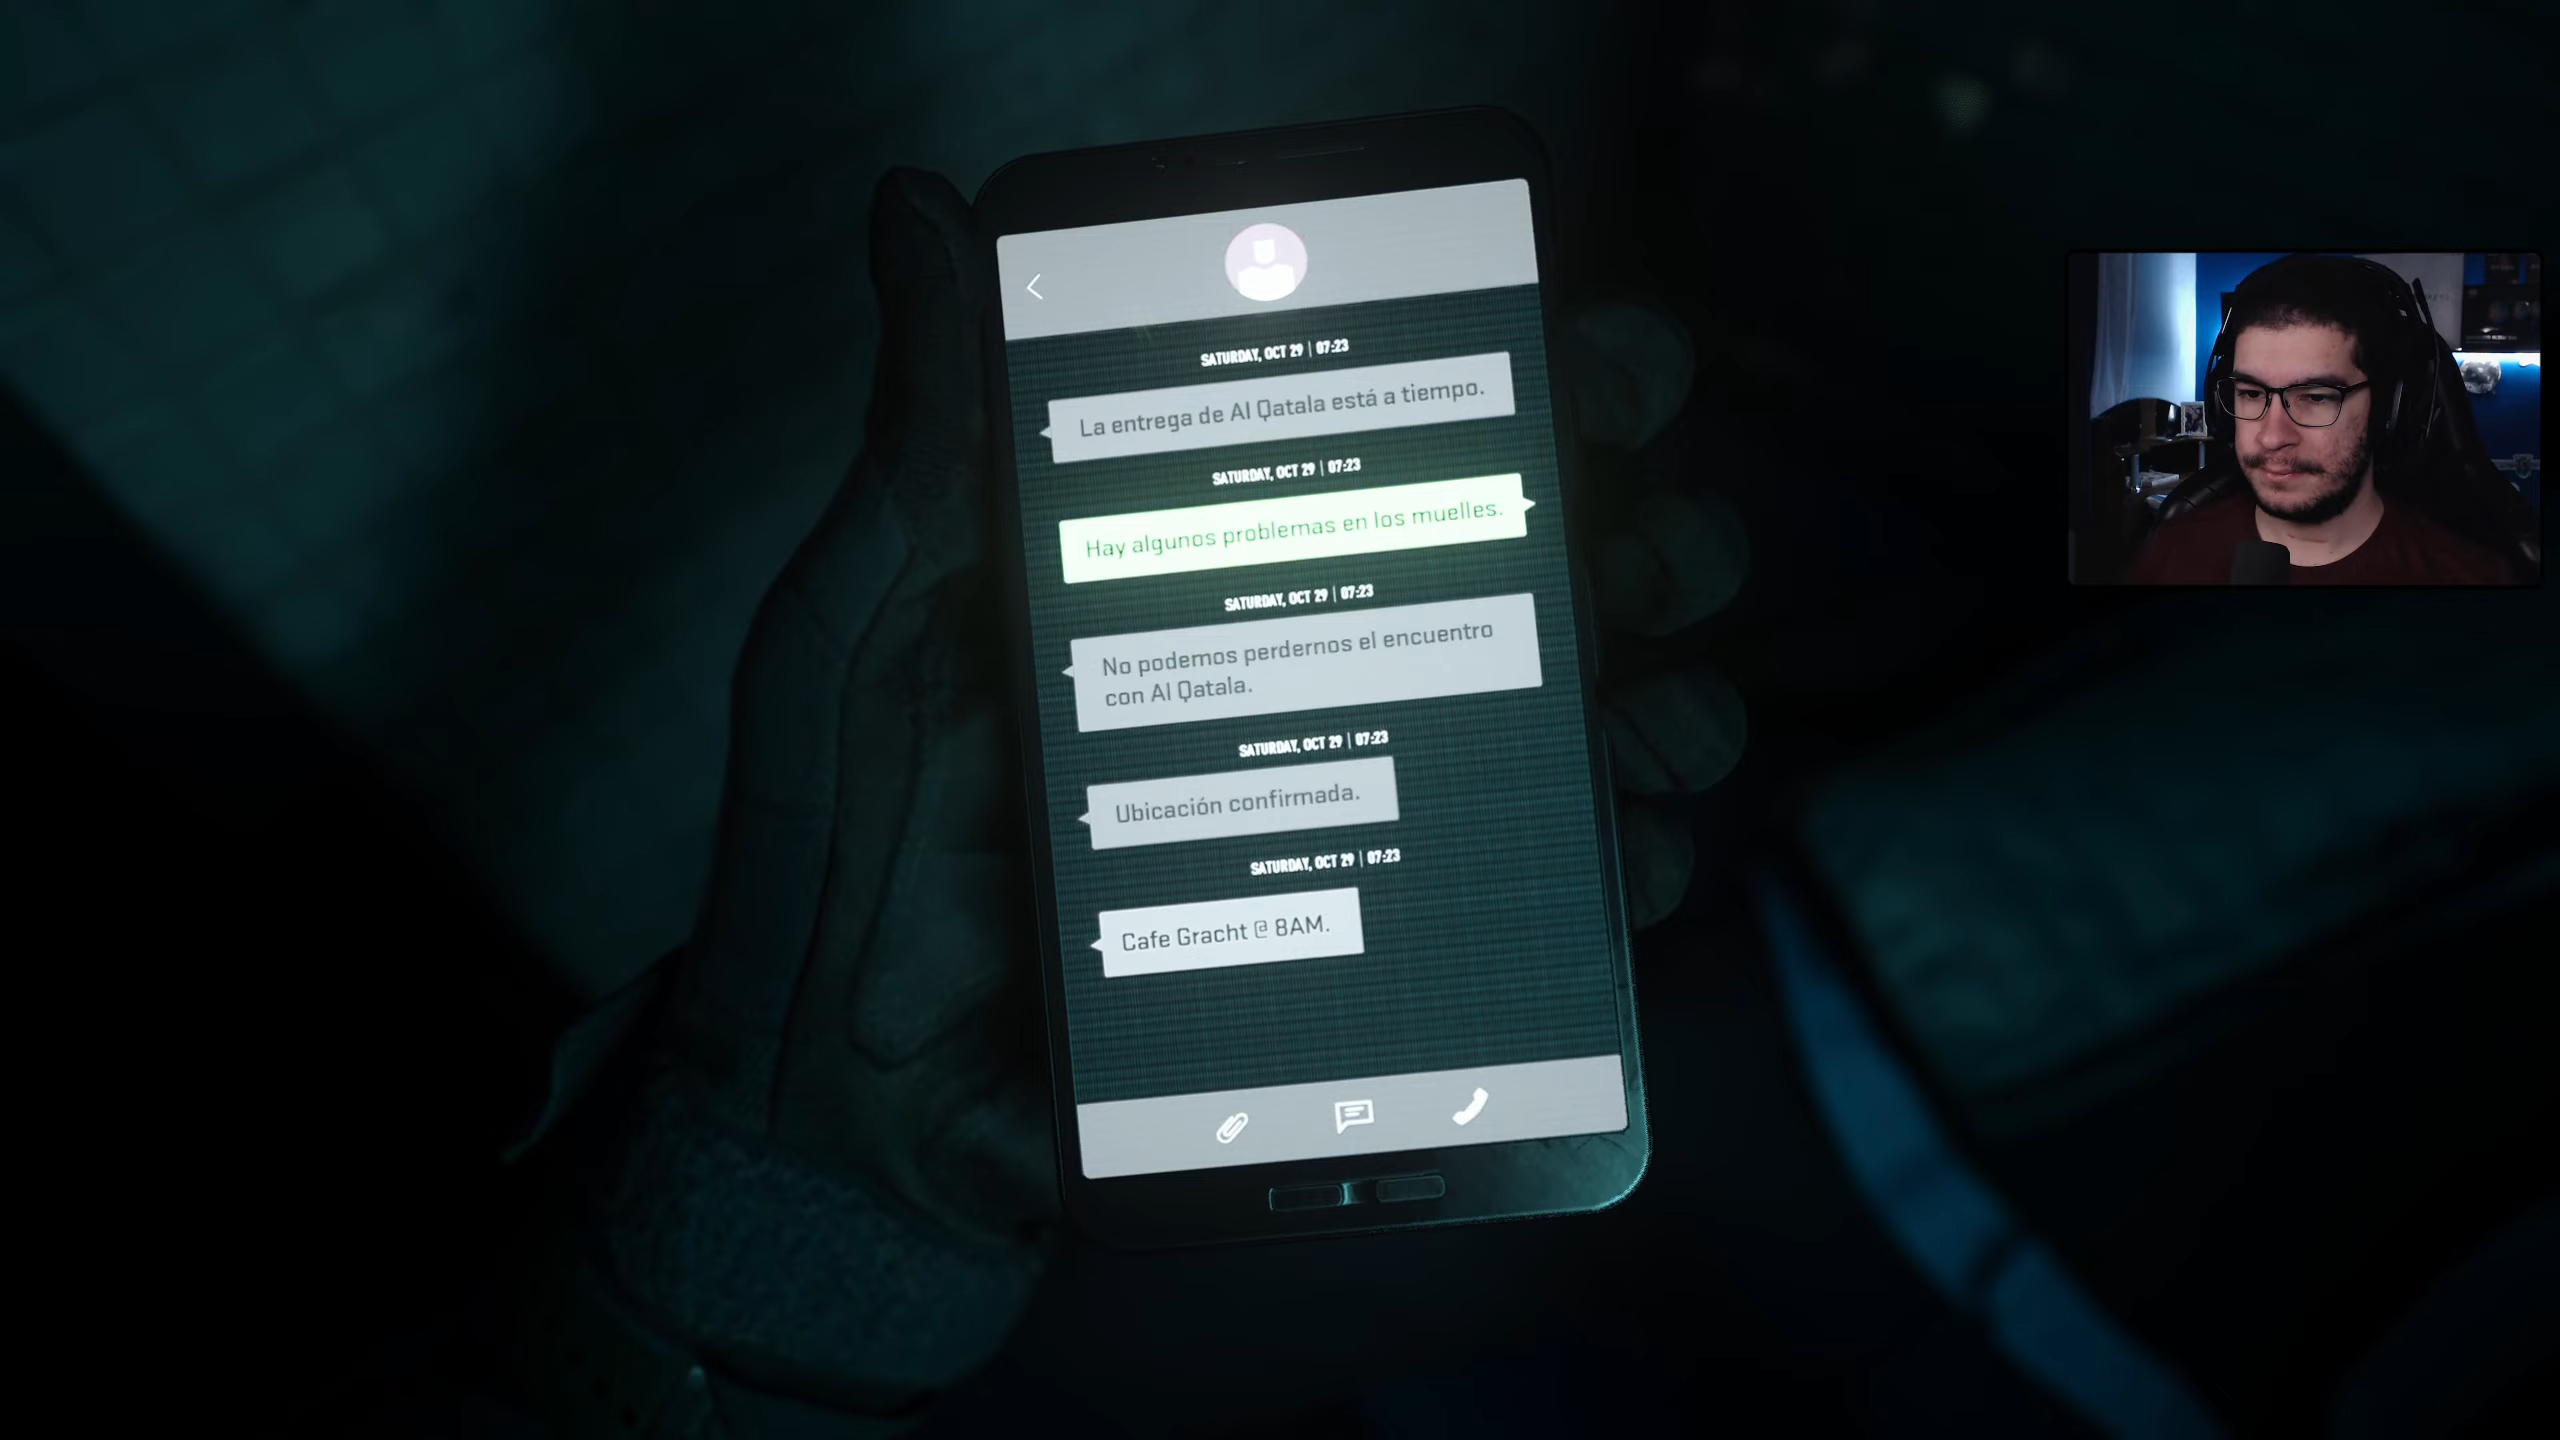 SATURDAY, OCT 29 | 07:23
La entrega de Al Qatala está a tiempo.
SATURDAY, OCT 29 | 07:23
Hay algunos problemas en los muelles.
SATURDAY, OCT 29 | 07:23
No podemos perdernos el encuentro
con Al Qatala.
SATURDAY, OCT 29 | 07:23
Ubicación confirmada.
SATURDAY, OCT 29 | 07:23
Cafe Gracht @ 8AM.